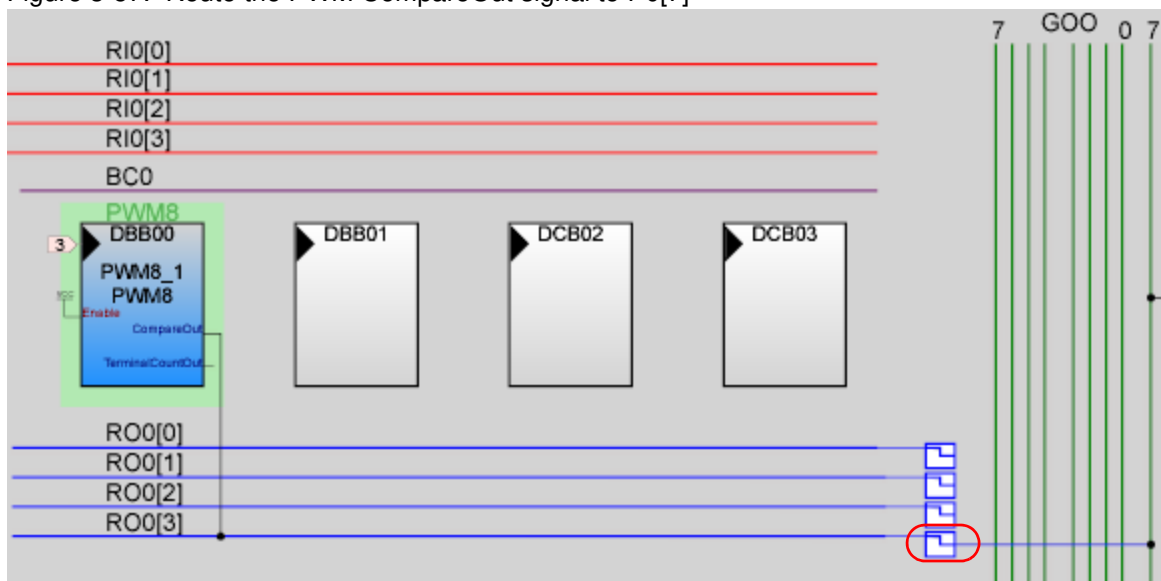 7 GOO 0 7
RI0[0]
RI0[1]
RI0[2]
RI0[3]
BC0
PWM8
DBB00 DBB01 DCB02 DCB03
3
PWM8_1
PWM8
Enable
CompareOut
TerminalCountOut
RO0[0]
RO0[1]
RO0[2]
RO0[3]